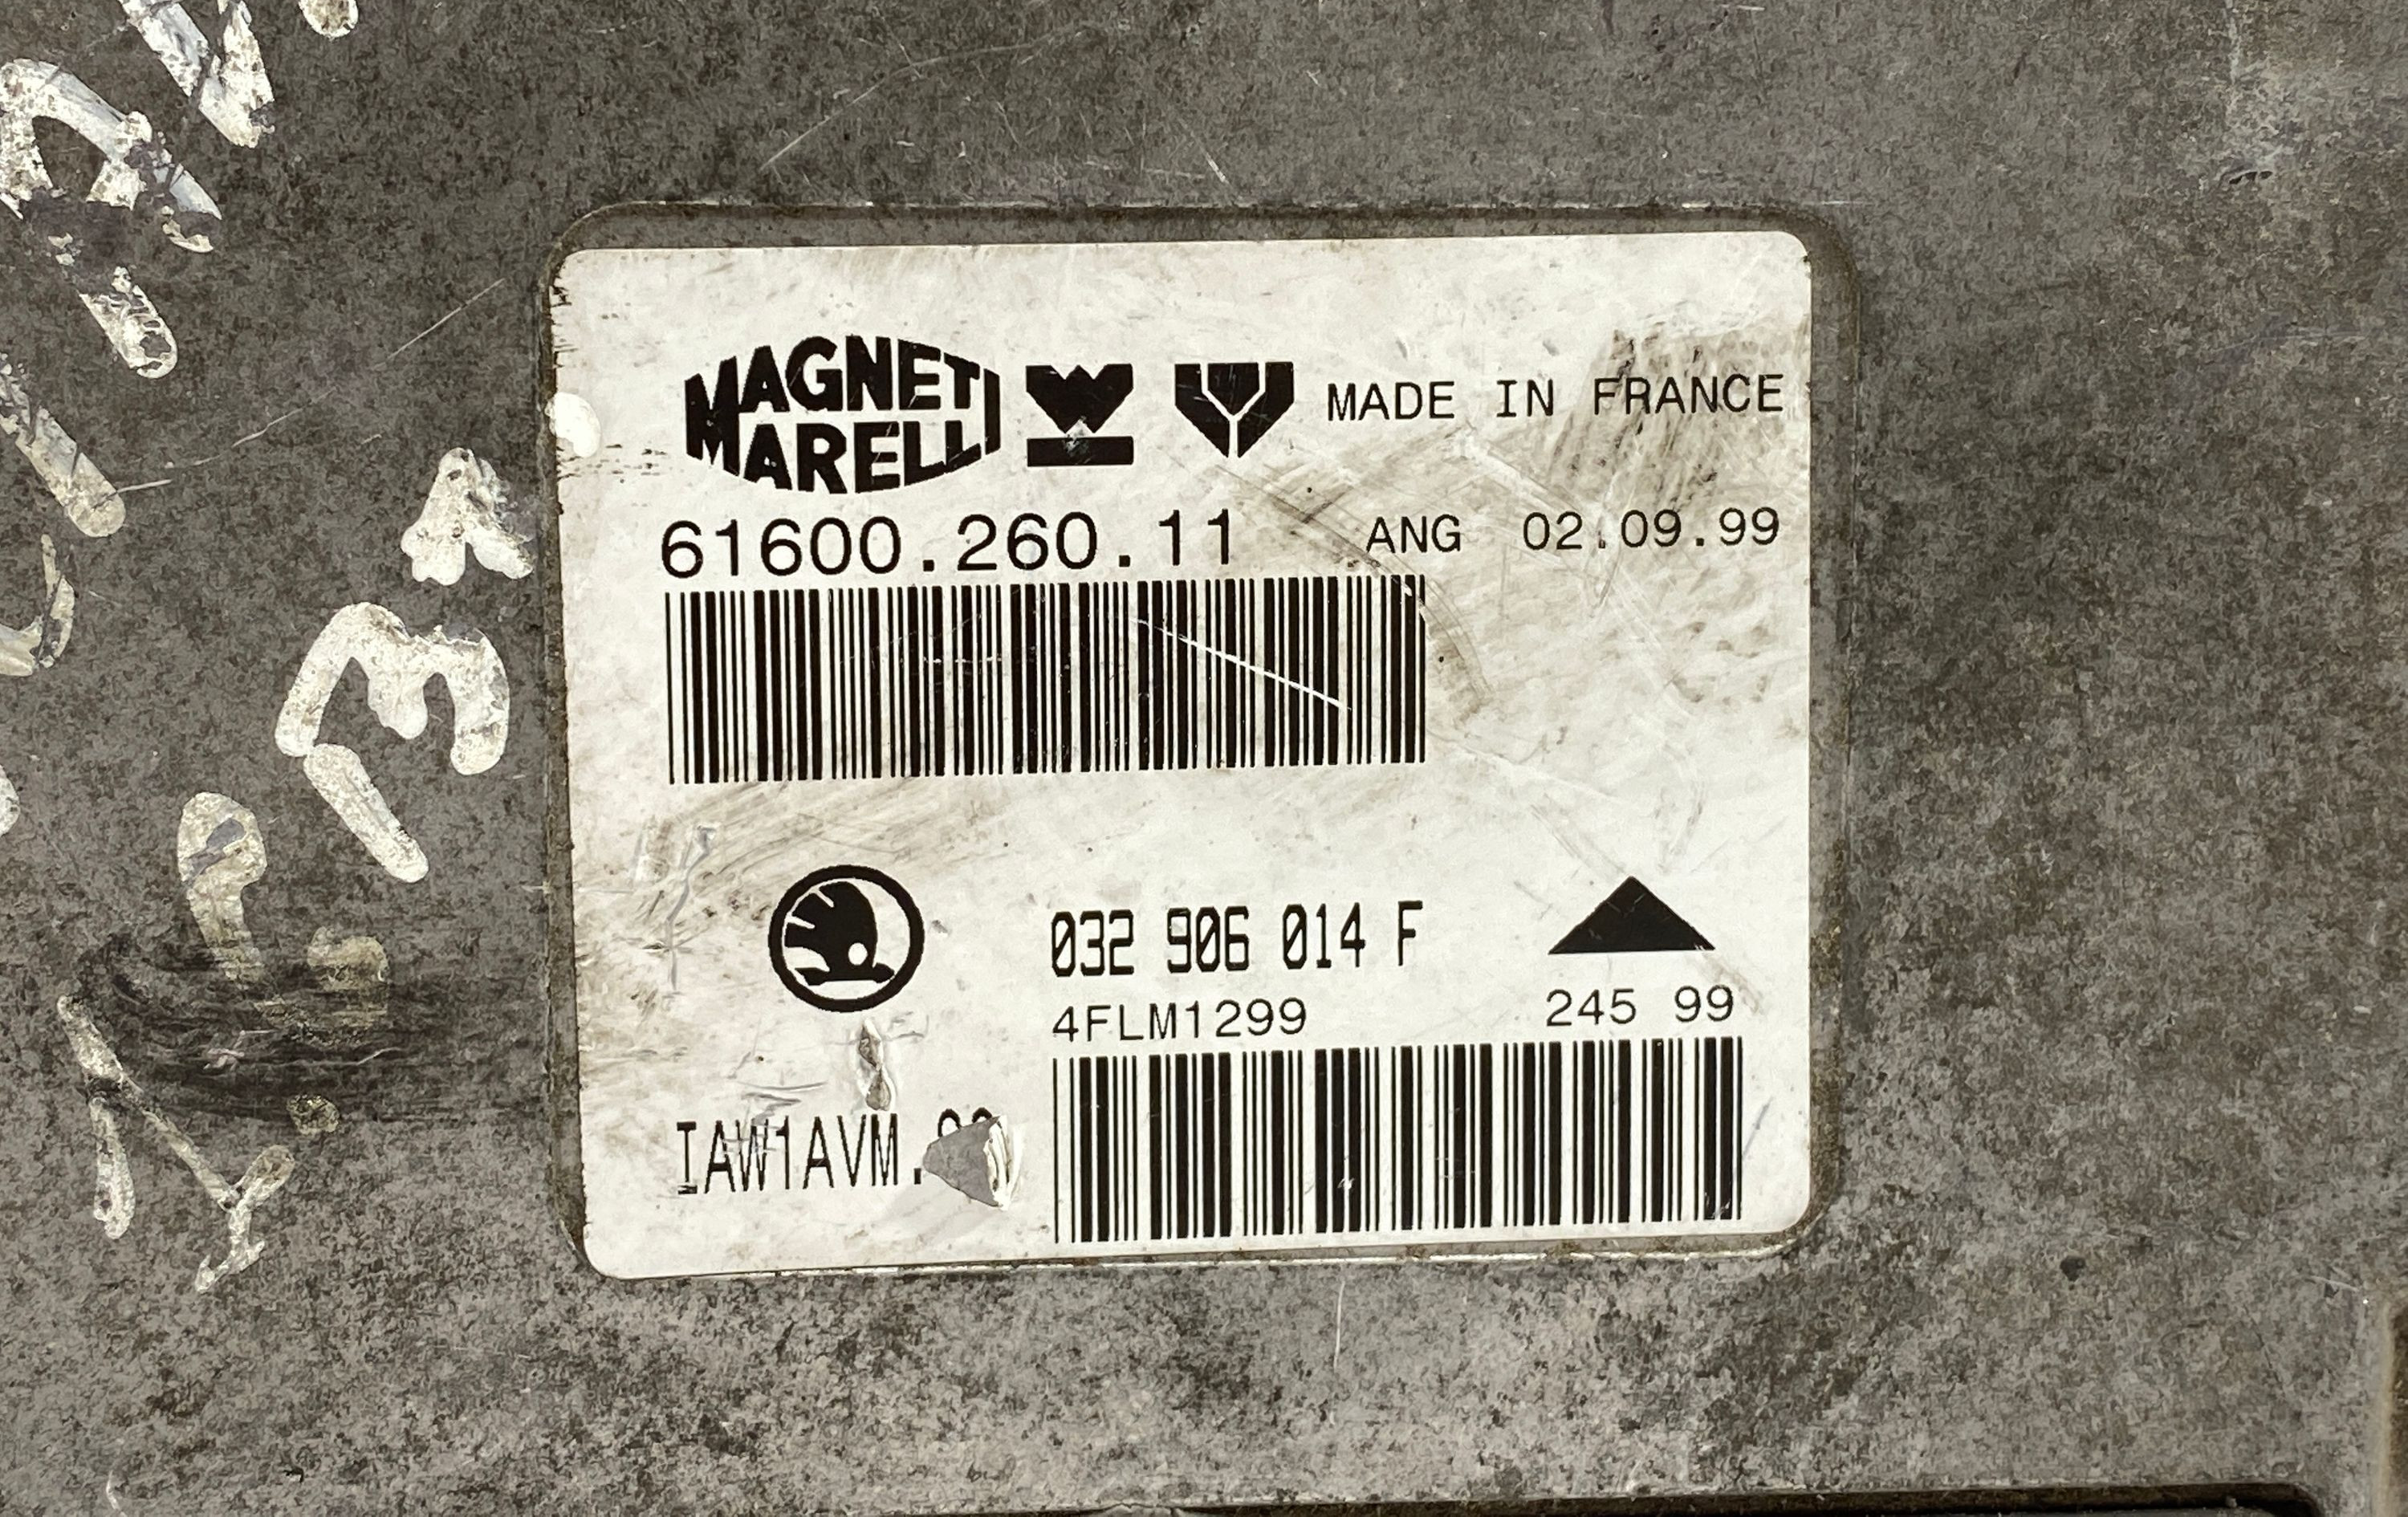 MAGNETI
MARELLI
MADE IN FRANCE
61600.260.11 ANG 02.09.99
032 906 014 F
4FLM1299 245 99
IAW1AVM.